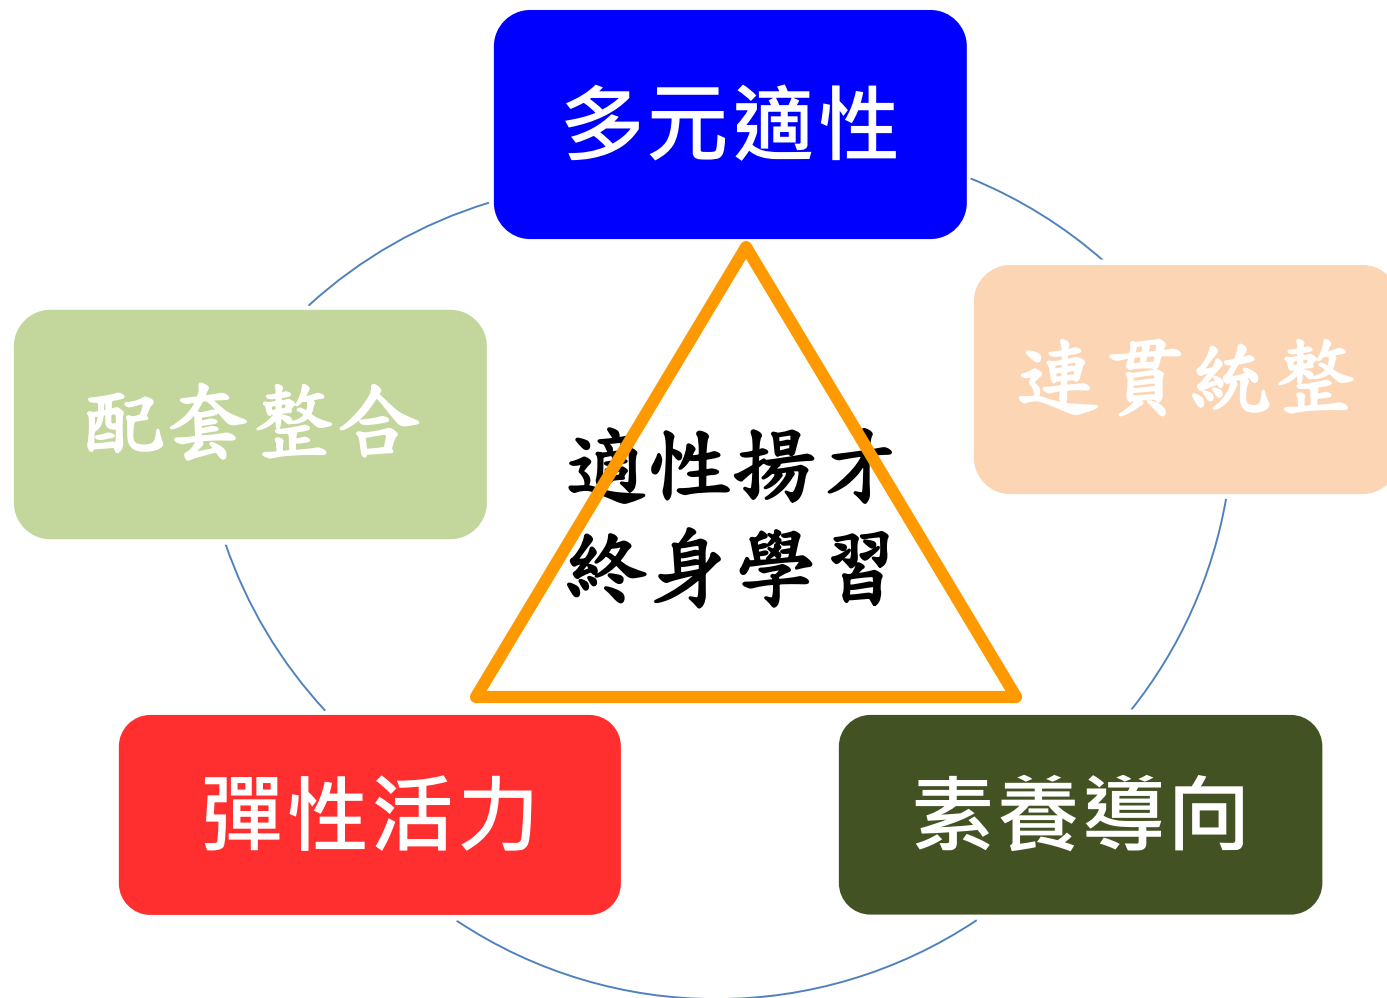 多元適性
連貫統整
配套整合
適性揚才
終身學習
彈性活力
素養導向